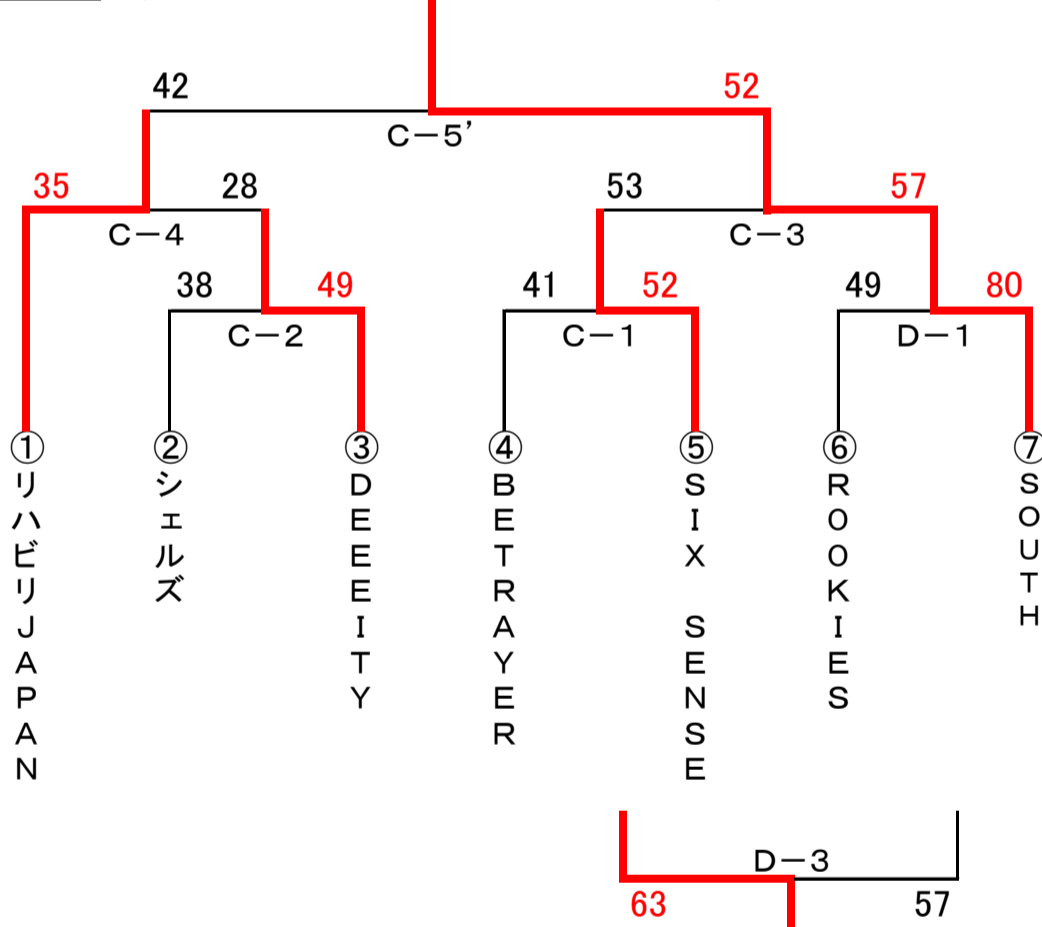 42
52
C－5’
35
28
53
57
C－4
C－3
38
49
41
52
49
80
C－2
C－1
D－1
①
②
③
④
⑤
⑥
⑦
リハビリJAPAN
シェルズ
DEEEITY
BETRAYER
SIX SENSE
ROOKIES
SOUTH
D－3
63
57